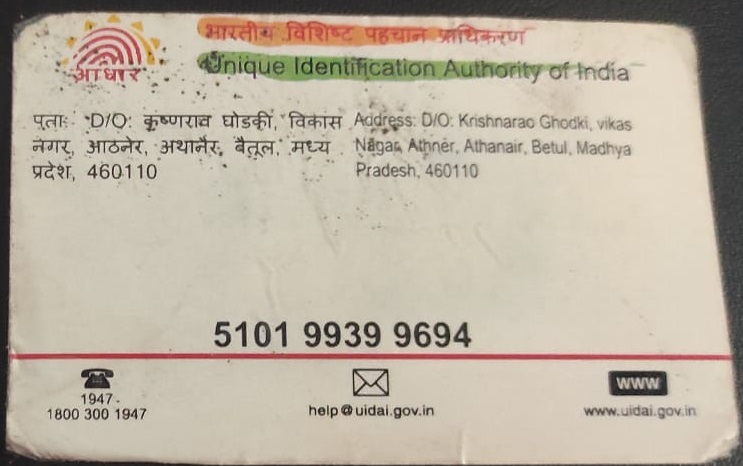 भारतीय विशिष्ट पहचान प्राधिकरण
आधार
Unique Identification Authority of India
पताः D/O: कृष्णराव घोडकी, विकास
नगर, आठनेर, अथानैर, बैतूल, मध्य
प्रदेश, 460110
Address: D/O: Krishnarao Ghodki, vikas
Nagar, Athner, Athanair, Betul, Madhya
Pradesh, 460110
5101 9939 9694
1947
1800 300 1947
help@uidai.gov.in
WWW
www.uidai.gov.in